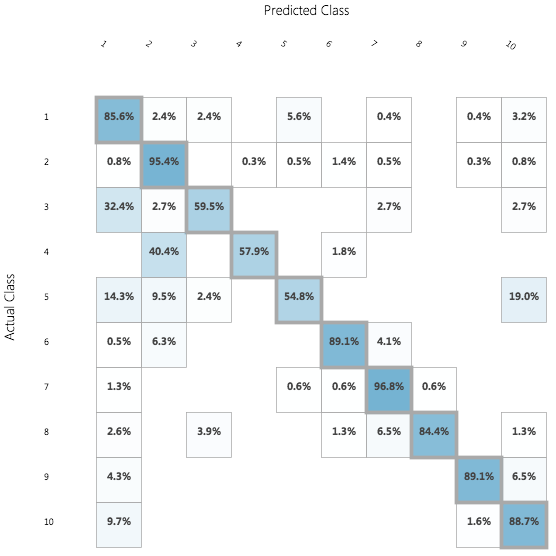 Predicted Class
1 2 3 4 5 6 7 8 9 10
1 85.6% 2.4% 2.4% 5.6% 0.4% 0.4% 3.2%
2 0.8% 95.4% 0.3% 0.5% 1.4% 0.5% 0.3% 0.8%
3 32.4% 2.7% 59.5% 2.7% 2.7%
4 40.4% 57.9% 1.8%
5 14.3% 9.5% 2.4% 54.8% 19.0%
6 0.5% 6.3% 89.1% 4.1%
7 1.3% 0.6% 0.6% 96.8% 0.6%
8 2.6% 3.9% 1.3% 6.5% 84.4% 1.3%
9 4.3% 89.1% 6.5%
10 9.7% 1.6% 88.7%
Actual Class